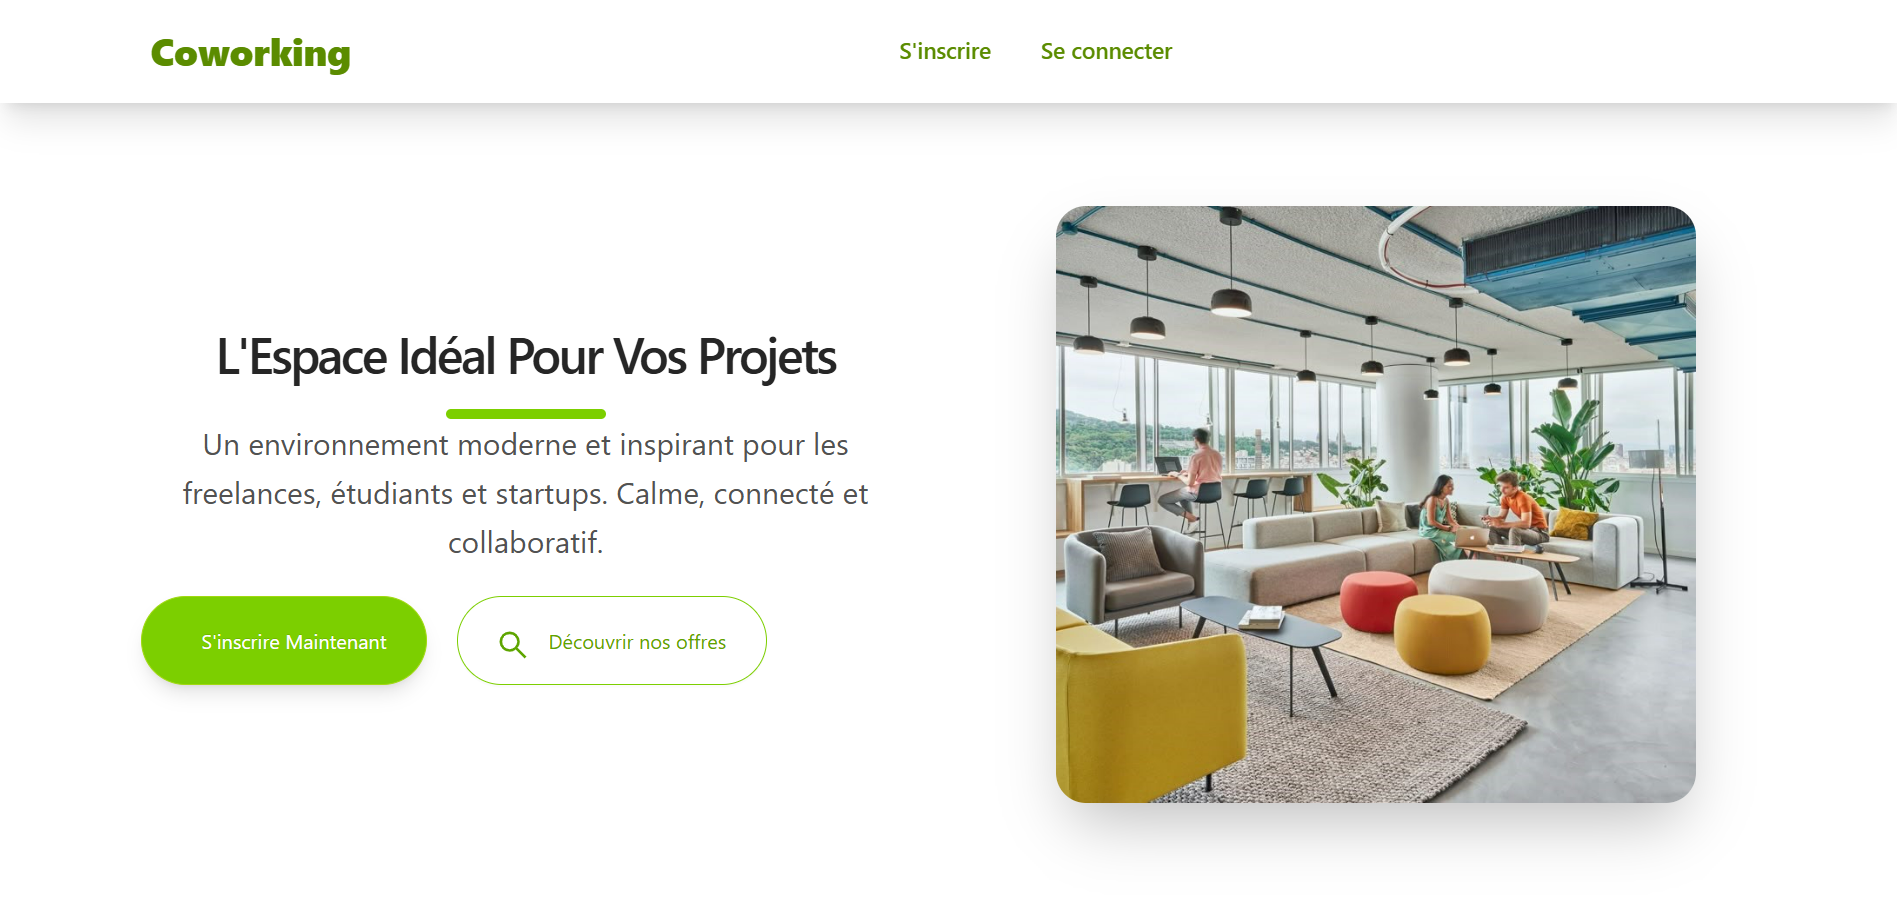 Coworking
S'inscrire Se connecter
L'Espace Idéal Pour Vos Projets
Un environnement moderne et inspirant pour les
freelances, étudiants et startups. Calme, connecté et
collaboratif.
S'inscrire Maintenant
Découvrir nos offres